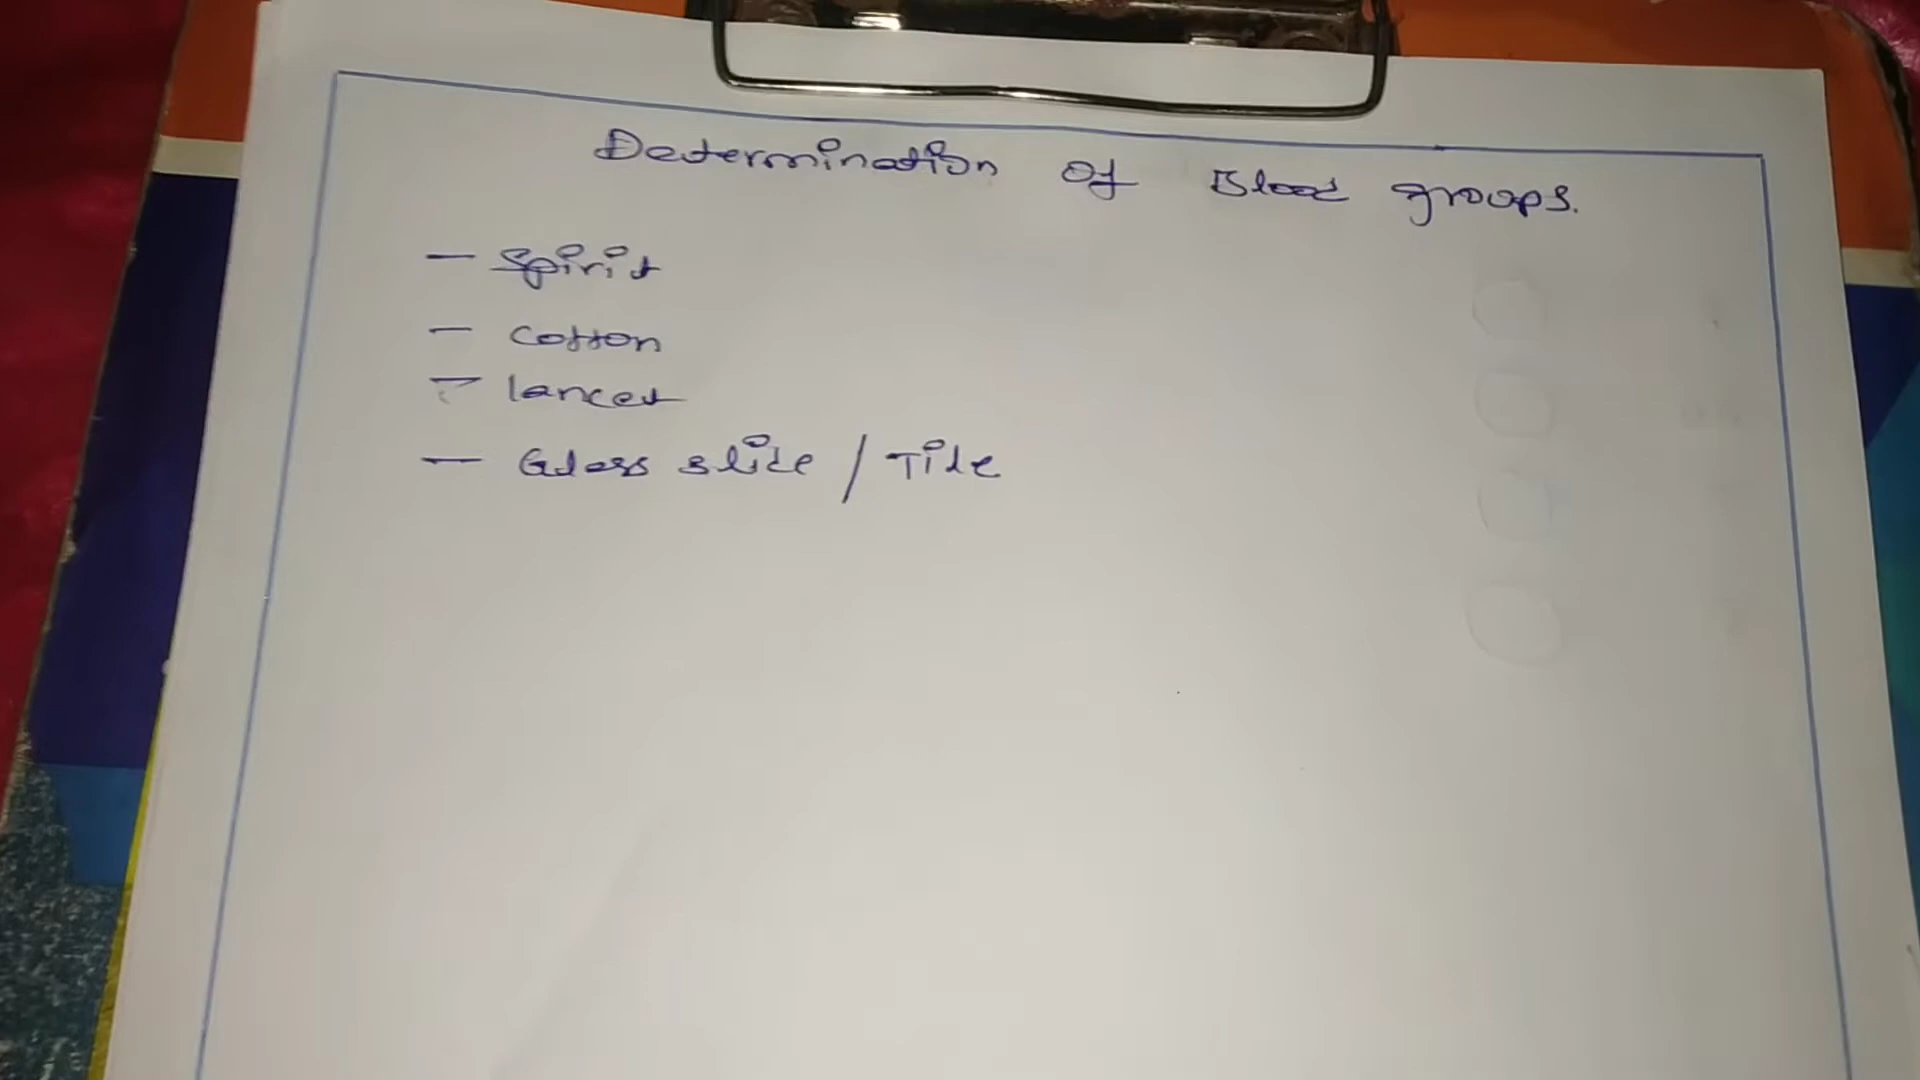 Determination of Blood groups.
- Spirit
- cotton
- lancet
- Glass slide / Tile